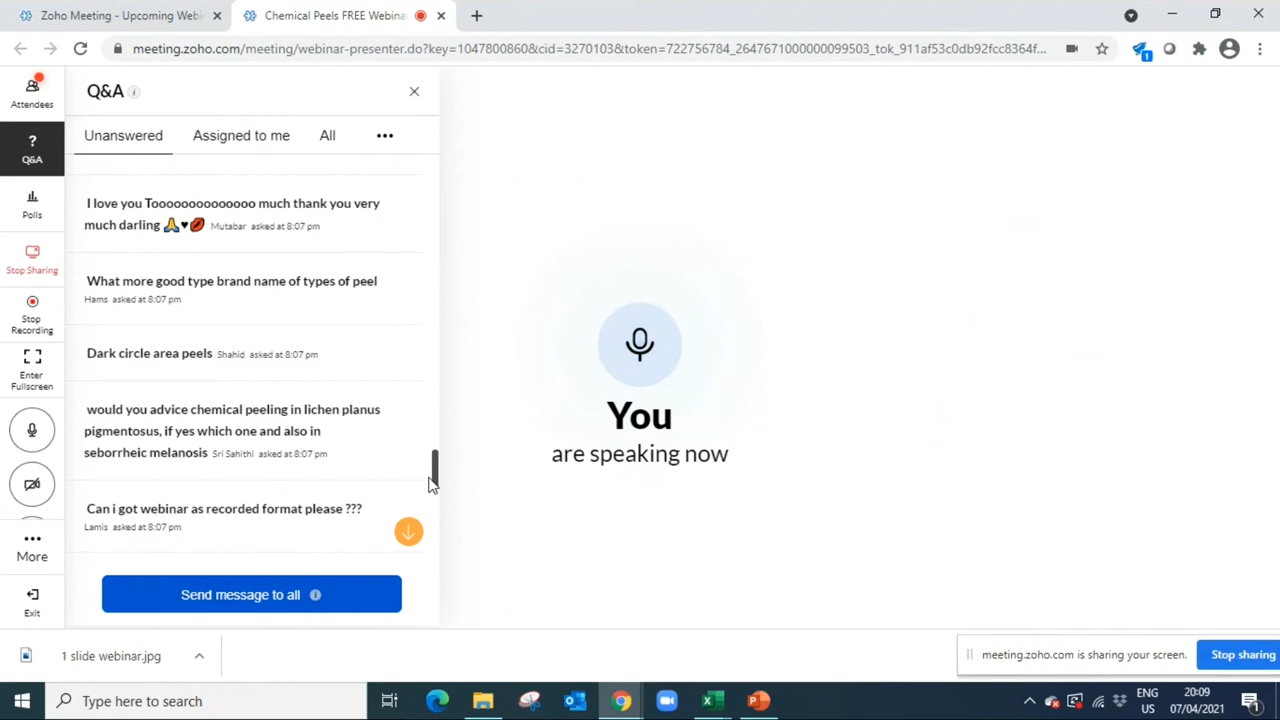 Zoho Meeting - Upcoming Webi
Chemical Peels FREE Webina
meeting.zoho.com/meeting/webinar-presenter.do?key=1047800860&cid=3270103&token=722756784_2647671000000099503_tok_911af53c0db92fcc8364f...
1
Attendees
?
Q&A
Polls
Stop Sharing
Stop
Recording
Enter
Fullscreen
More
Exit
Q&A i
Unanswered Assigned to me All
I love you Toooooooooooooo much thank you very
much darling 🙏♥💋 Mutabar asked at 8:07 pm
What more good type brand name of types of peel
Hams asked at 8:07 pm
Dark circle area peels Shahid asked at 8:07 pm
would you advice chemical peeling in lichen planus
pigmentosus, if yes which one and also in
seborrheic melanosis Sri Sahithi asked at 8:07 pm
Can i got webinar as recorded format please ???
Lamis asked at 8:07 pm
Send message to all i
You
are speaking now
1 slide webinar.jpg
meeting.zoho.com is sharing your screen. Stop sharing
Type here to search
ENG
US
20:09
07/04/2021
1